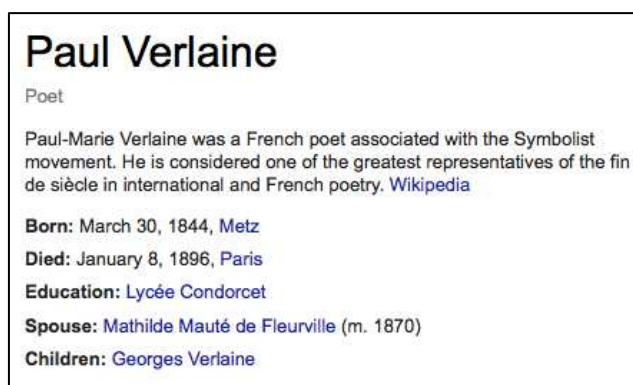 Paul Verlaine
Poet
Paul-Marie Verlaine was a French poet associated with the Symbolist
movement. He is considered one of the greatest representatives of the fin
de siècle in international and French poetry. Wikipedia
Born: March 30, 1844, Metz
Died: January 8, 1896, Paris
Education: Lycée Condorcet
Spouse: Mathilde Mauté de Fleurville (m. 1870)
Children: Georges Verlaine